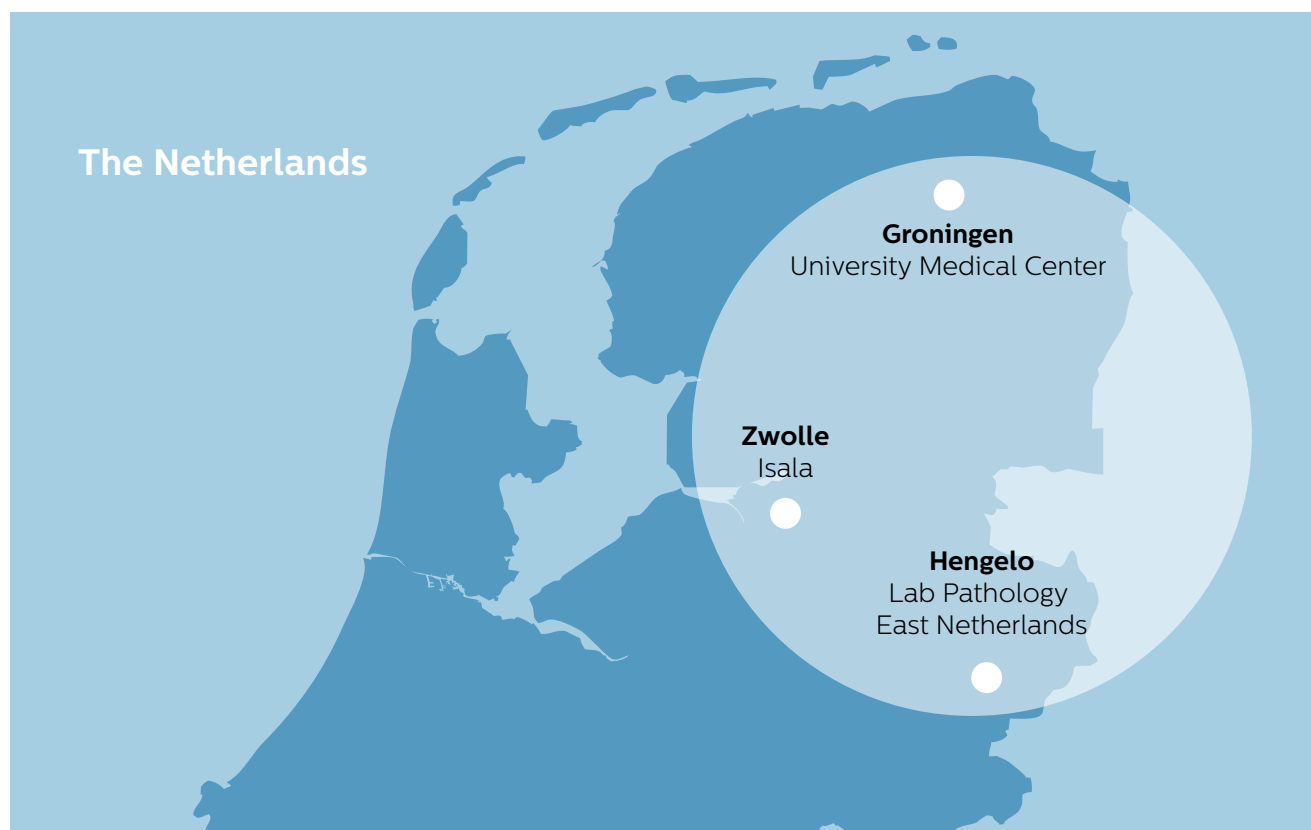 The Netherlands
Groningen
University Medical Center
Zwolle
Isala
Hengelo
Lab Pathology
East Netherlands